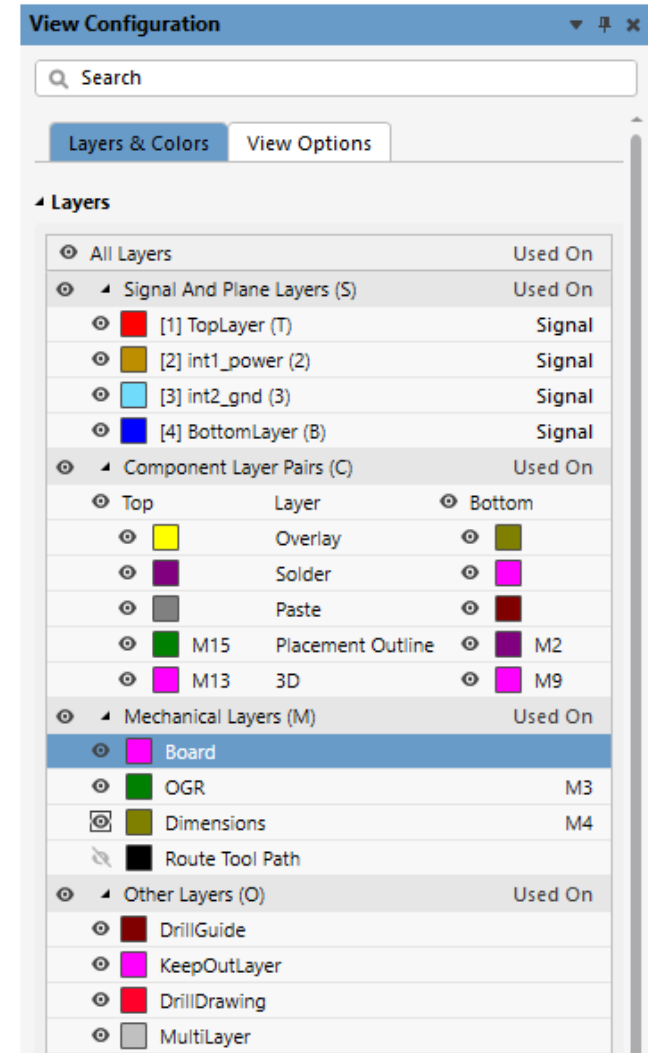 View Configuration
Search
Layers & Colors View Options
Layers
All Layers Used On
Signal And Plane Layers (S) Used On
[1] TopLayer (T) Signal
[2] int1_power (2) Signal
[3] int2_gnd (3) Signal
[4] BottomLayer (B) Signal
Component Layer Pairs (C) Used On
Top Layer Bottom
Overlay
Solder
Paste
M15 Placement Outline M2
M13 3D M9
Mechanical Layers (M) Used On
Board
OGR M3
Dimensions M4
Route Tool Path
Other Layers (O) Used On
DrillGuide
KeepOutLayer
DrillDrawing
MultiLayer